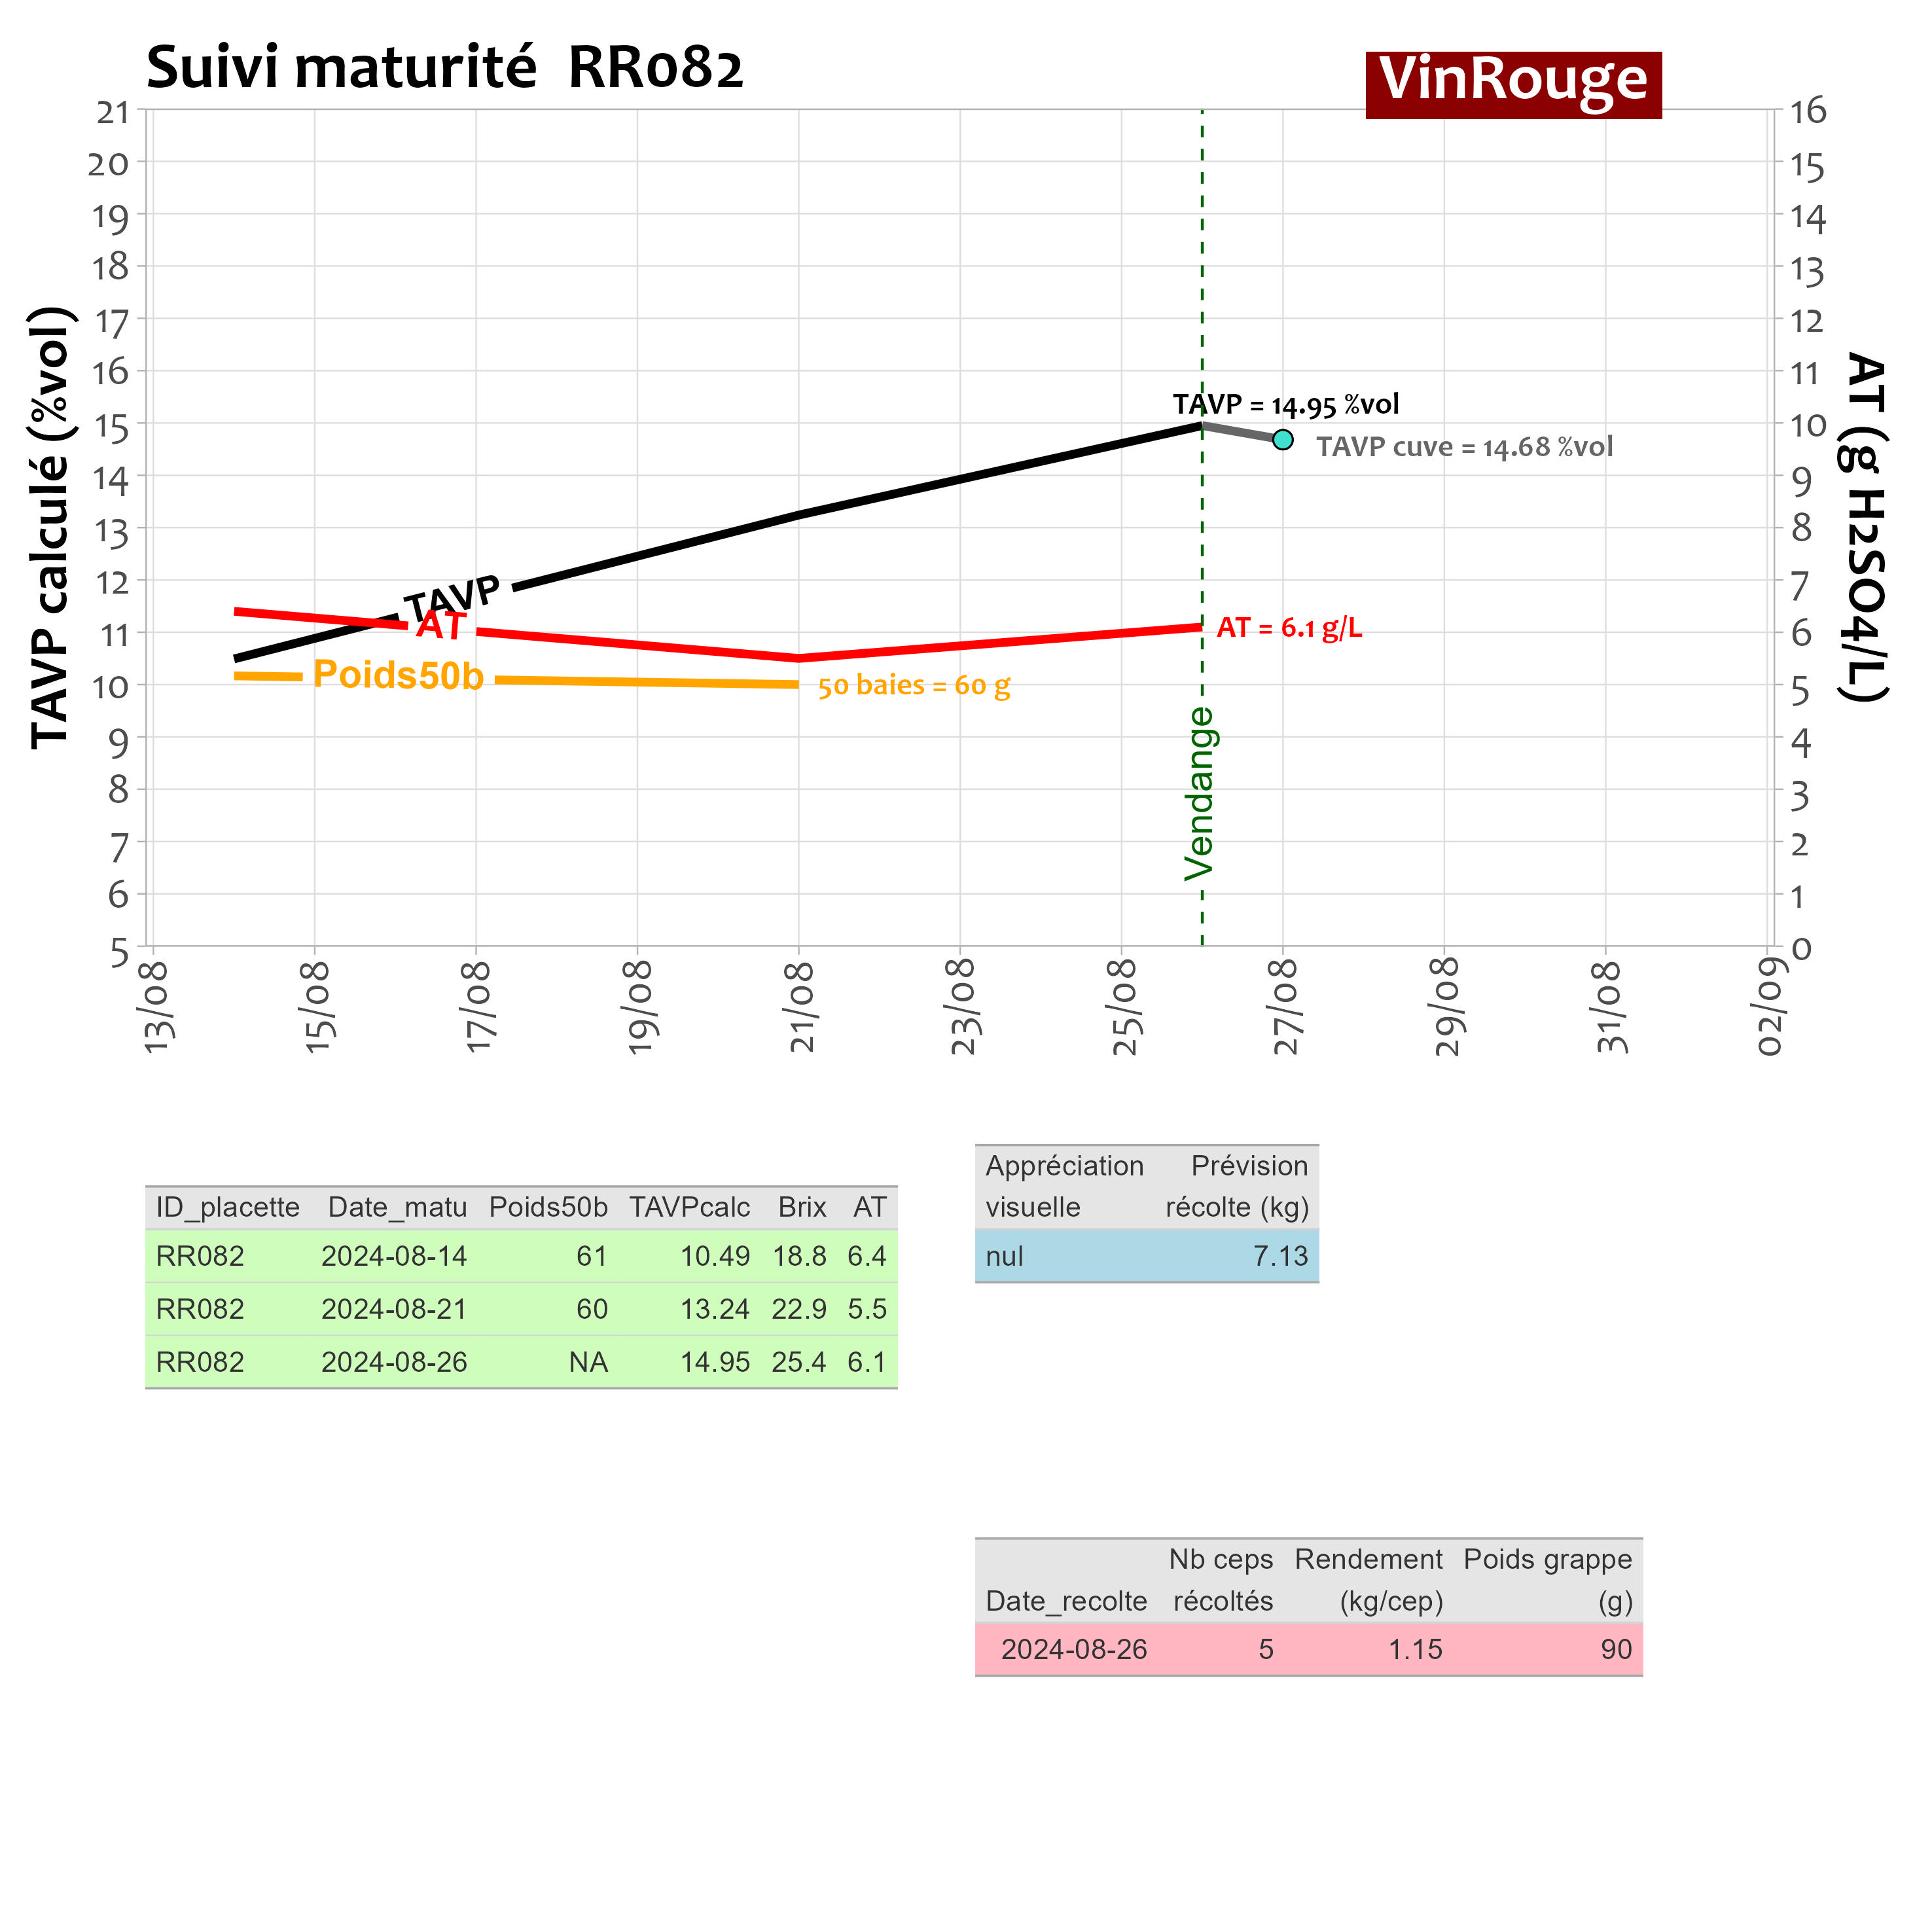 Suivi maturité  RR082
VinRouge
TAVP calculé (%vol)
21
20
19
18
17
16
15
14
13
12
11
10
9
8
7
6
5
16
15
14
13
12
11
10
9
8
7
6
5
4
3
2
1
0
AT (g H2SO4/L)
TAVP = 14.95 %vol
TAVP cuve = 14.68 %vol
TAVP
AT
AT = 6.1 g/L
Poids50b
50 baies = 60 g
Vendange
13/08
15/08
17/08
19/08
21/08
23/08
25/08
27/08
29/08
31/08
02/09
ID_placette Date_matu Poids50b TAVPcalc Brix AT
RR082 2024-08-14 61 10.49 18.8 6.4
RR082 2024-08-21 60 13.24 22.9 5.5
RR082 2024-08-26 NA 14.95 25.4 6.1
Appréciation Prévision
visuelle récolte (kg)
nul 7.13
Nb ceps Rendement Poids grappe
Date_recolte récoltés (kg/cep) (g)
2024-08-26 5 1.15 90